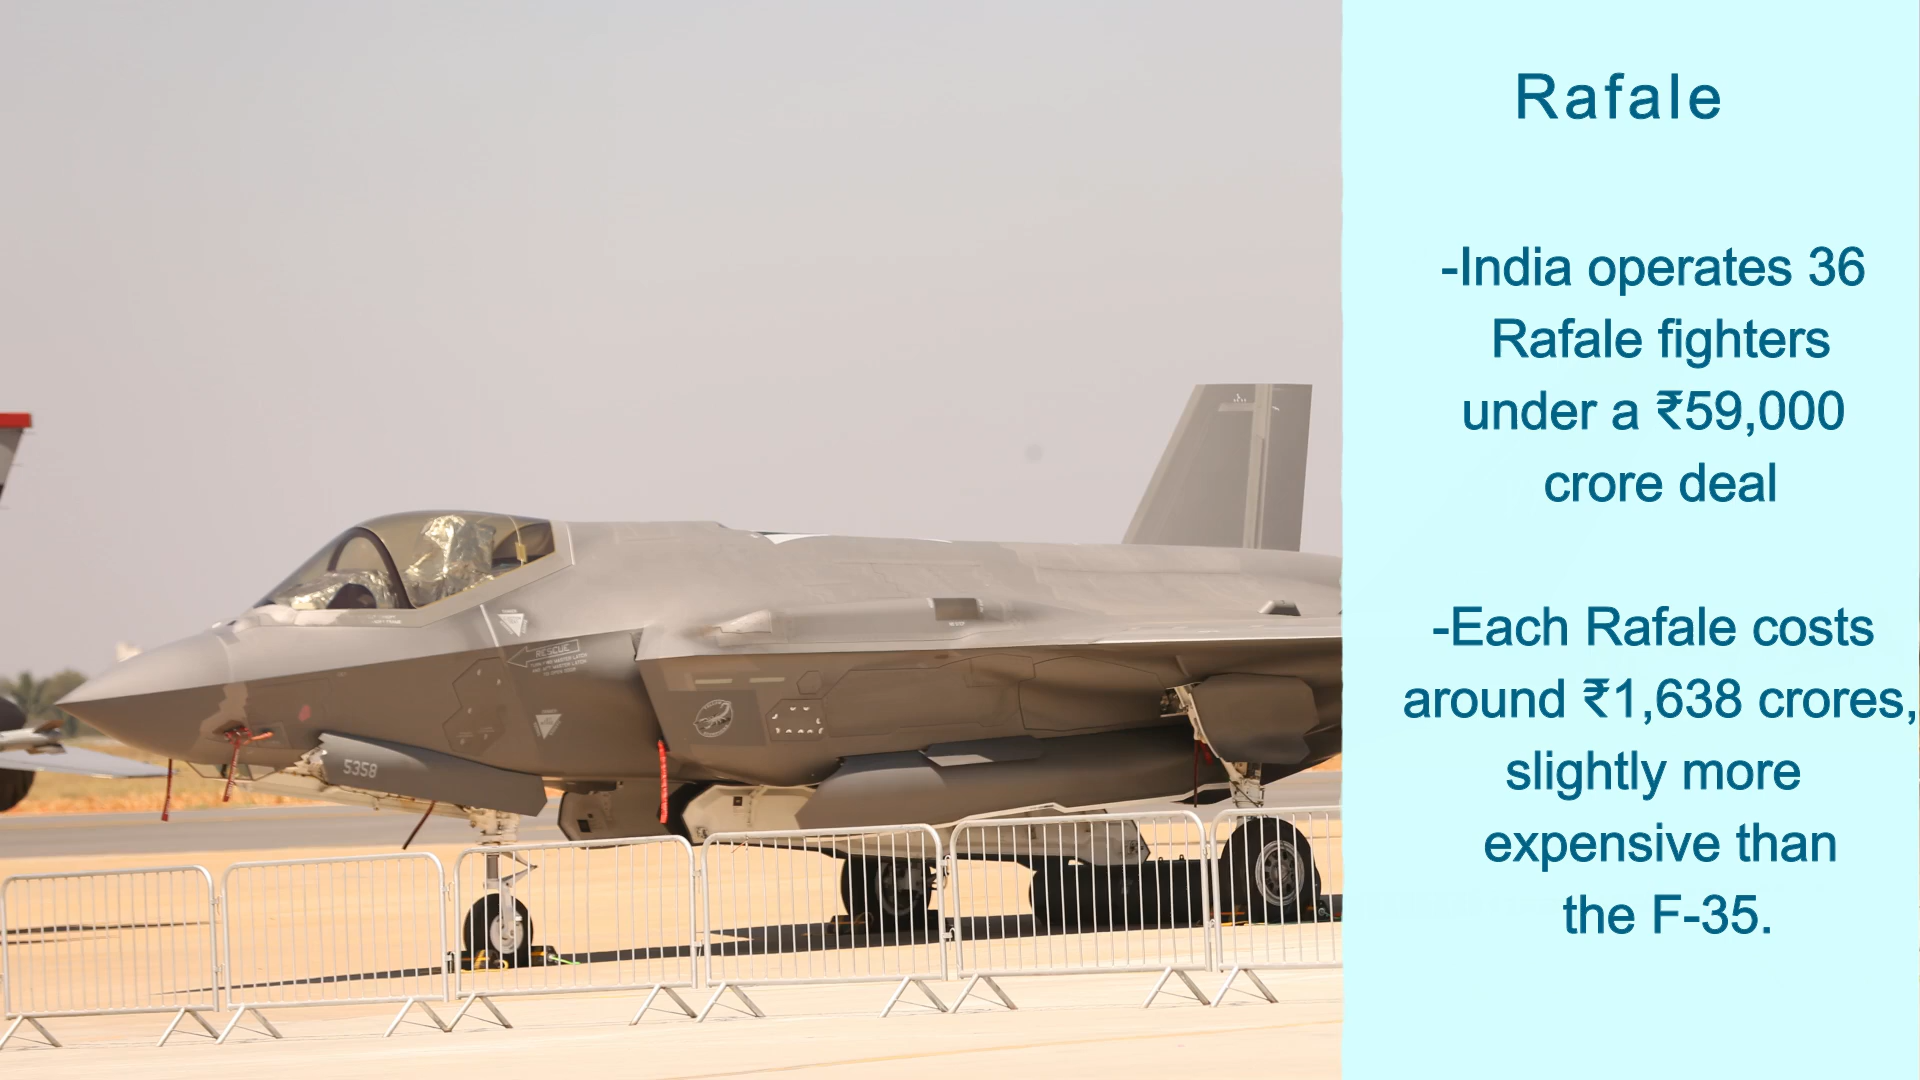 Rafale
-India operates 36
Rafale fighters
under a ₹59,000
crore deal
-Each Rafale costs
around ₹1,638 crores,
slightly more
expensive than
the F-35.
RESCUE
5358